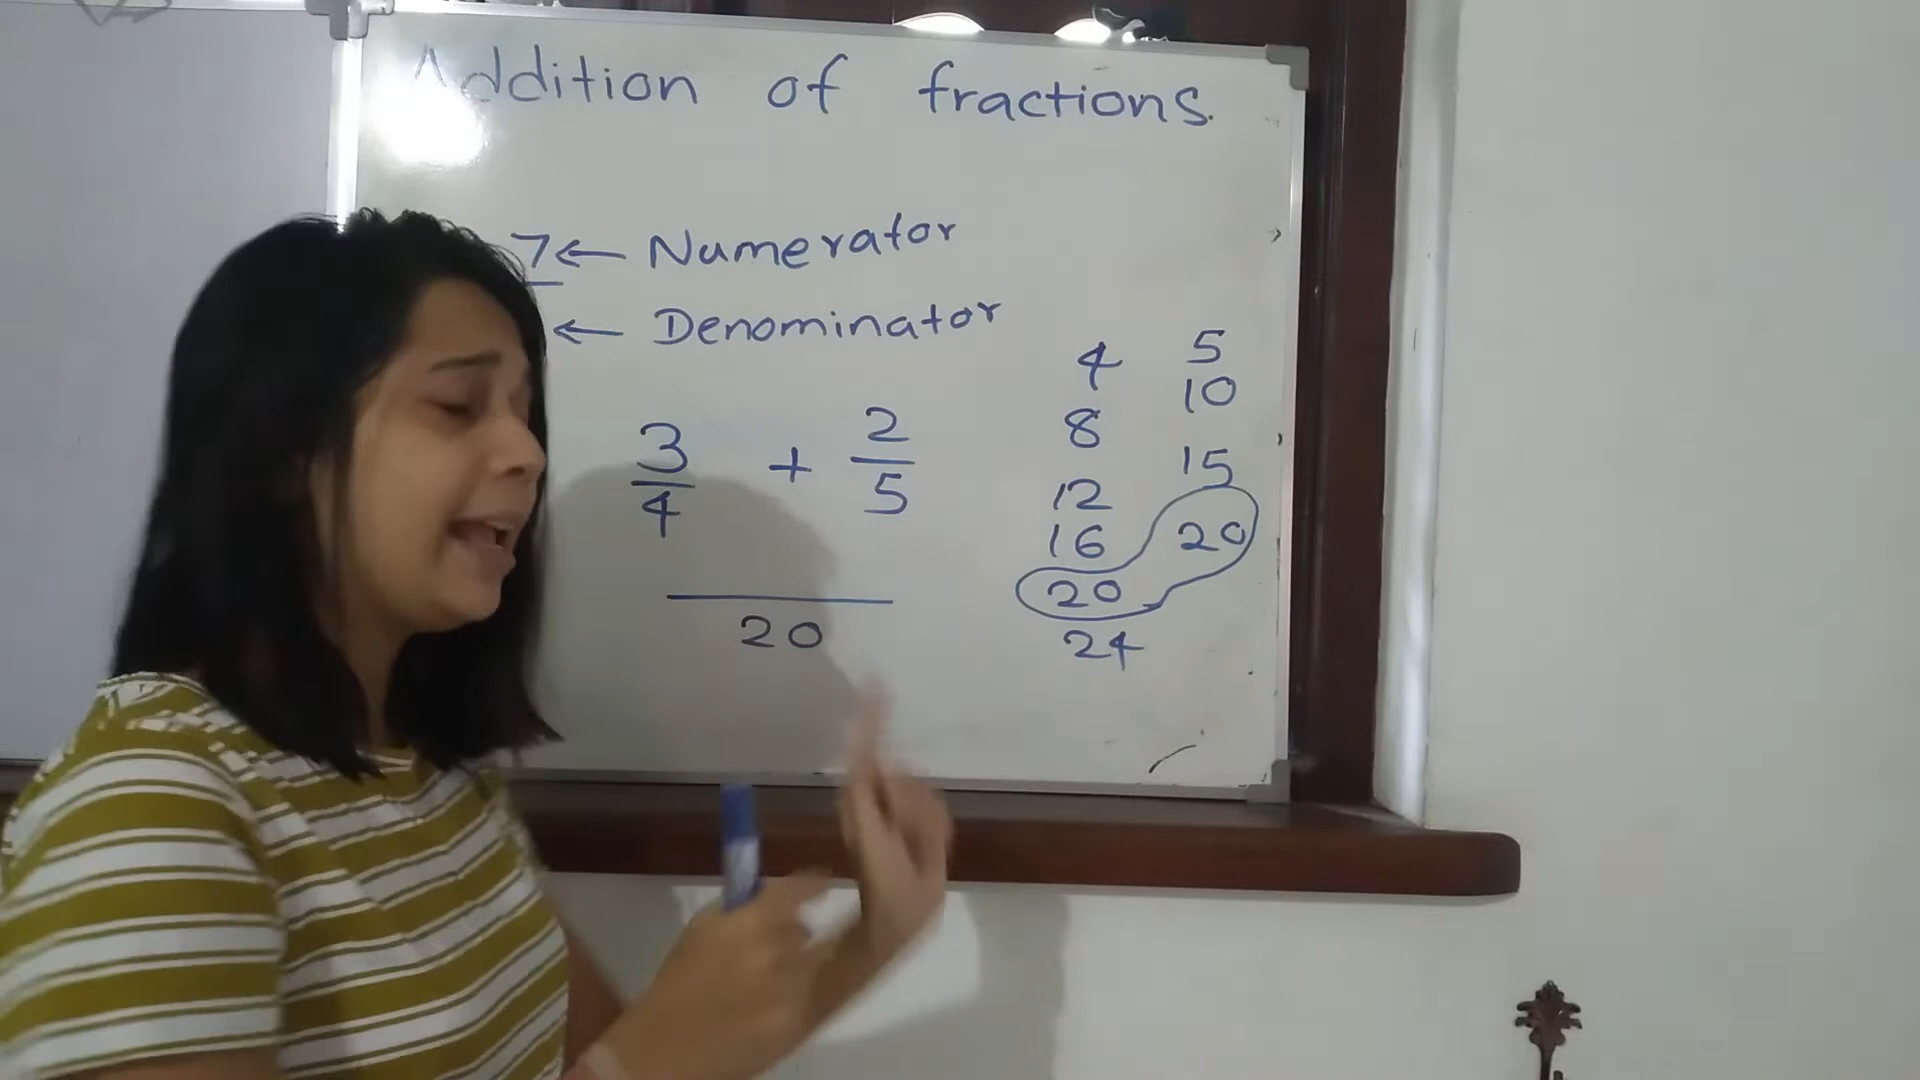 Addition of fractions.
7 ← Numerator
← Denominator
3/4 + 2/5
20
4 5
8 10
12 15
16 20
20
24